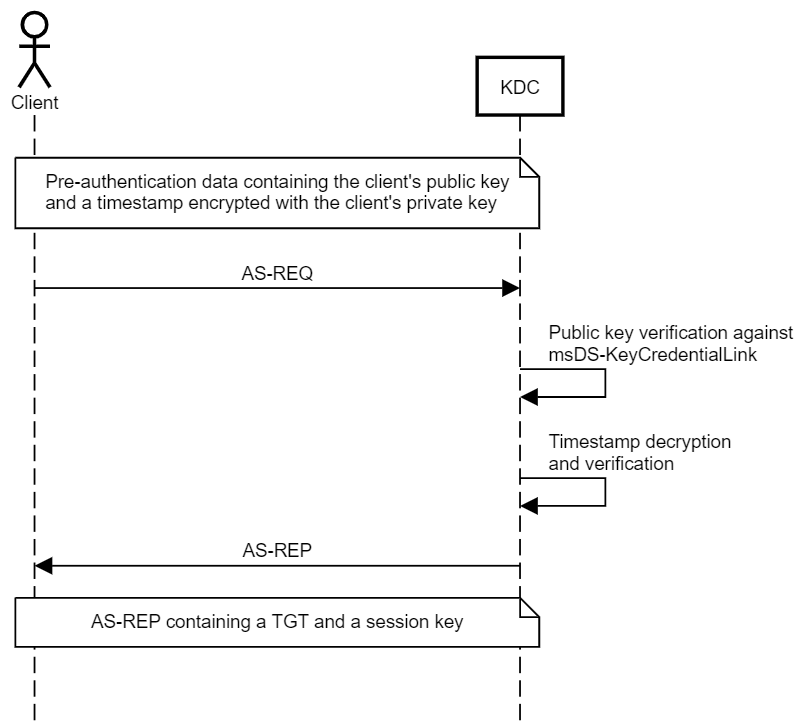 Client
KDC
Pre-authentication data containing the client's public key
and a timestamp encrypted with the client's private key
AS-REQ
Public key verification against
msDS-KeyCredentialLink
Timestamp decryption
and verification
AS-REP
AS-REP containing a TGT and a session key